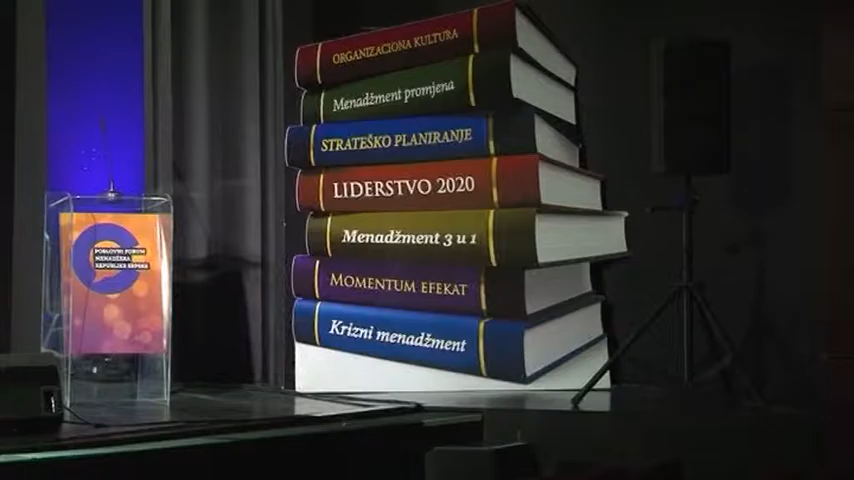 ORGANIZACIONA KULTURA
Menadžment promjena
STRATEŠKO PLANIRANJE
LIDERSTVO 2020
Menadžment 3 u 1
MOMENTUM EFEKAT
Krizni menadžment
POSLOVNI FORUM
MENADŽERA
REPUBLIKE SRPSKE